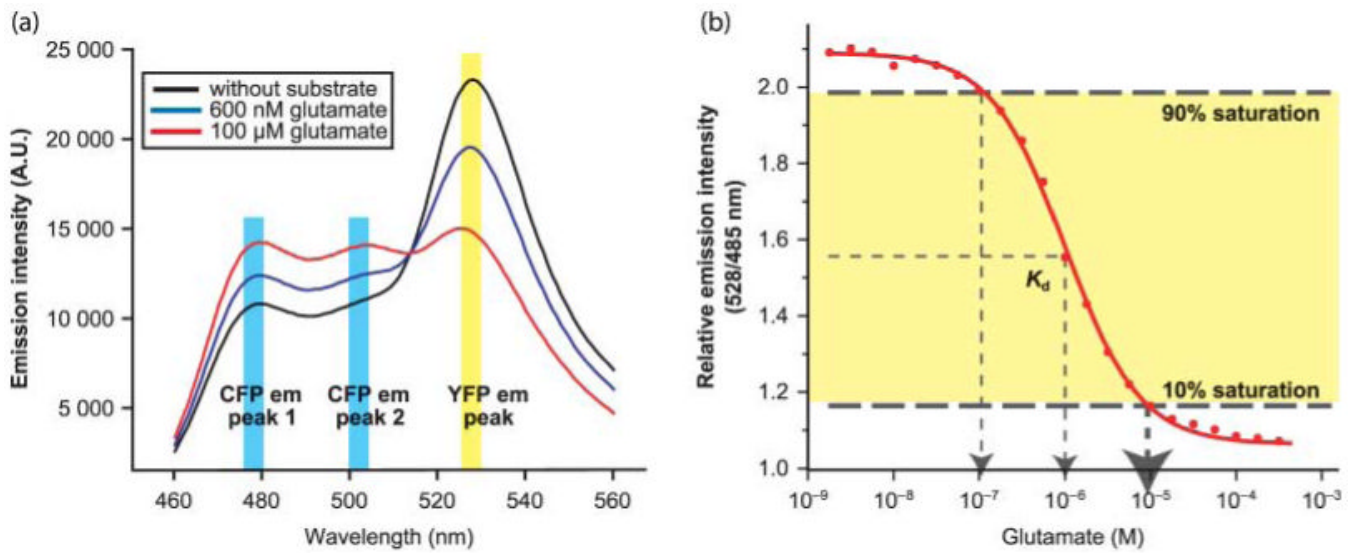 (a)
25 000
20 000
15 000
10 000
5 000
Emission intensity (A.U.)
without substrate
600 nM glutamate
100 µM glutamate
CFP em
peak 1
CFP em
peak 2
YFP em
peak
460 480 500 520 540 560
Wavelength (nm)
(b)
2.0
1.8
1.6
1.4
1.2
1.0
Relative emission intensity
(528/485 nm)
90% saturation
Kd
10% saturation
10⁻⁹ 10⁻⁸ 10⁻⁷ 10⁻⁶ 10⁻⁵ 10⁻⁴ 10⁻³
Glutamate (M)